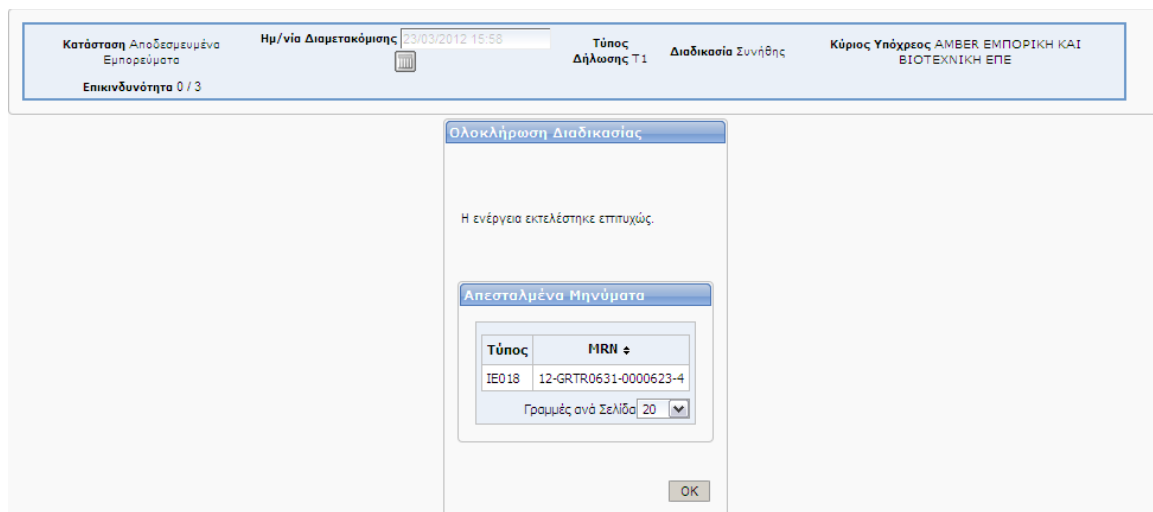 Κατάσταση Αποδεσμευμένα Εμπορεύματα
Ημ/νία Διαμετακόμισης 23/03/2012 15:58
Τύπος Δήλωσης T1
Διαδικασία Συνήθης
Κύριος Υπόχρεος AMBER ΕΜΠΟΡΙΚΗ ΚΑΙ ΒΙΟΤΕΧΝΙΚΗ ΕΠΕ
Επικινδυνότητα 0 / 3
Ολοκλήρωση Διαδικασίας
Η ενέργεια εκτελέστηκε επιτυχώς.
Απεσταλμένα Μηνύματα
Τύπος MRN
IE018 12-GRTR0631-0000623-4
Γραμμές ανά Σελίδα 20
OK